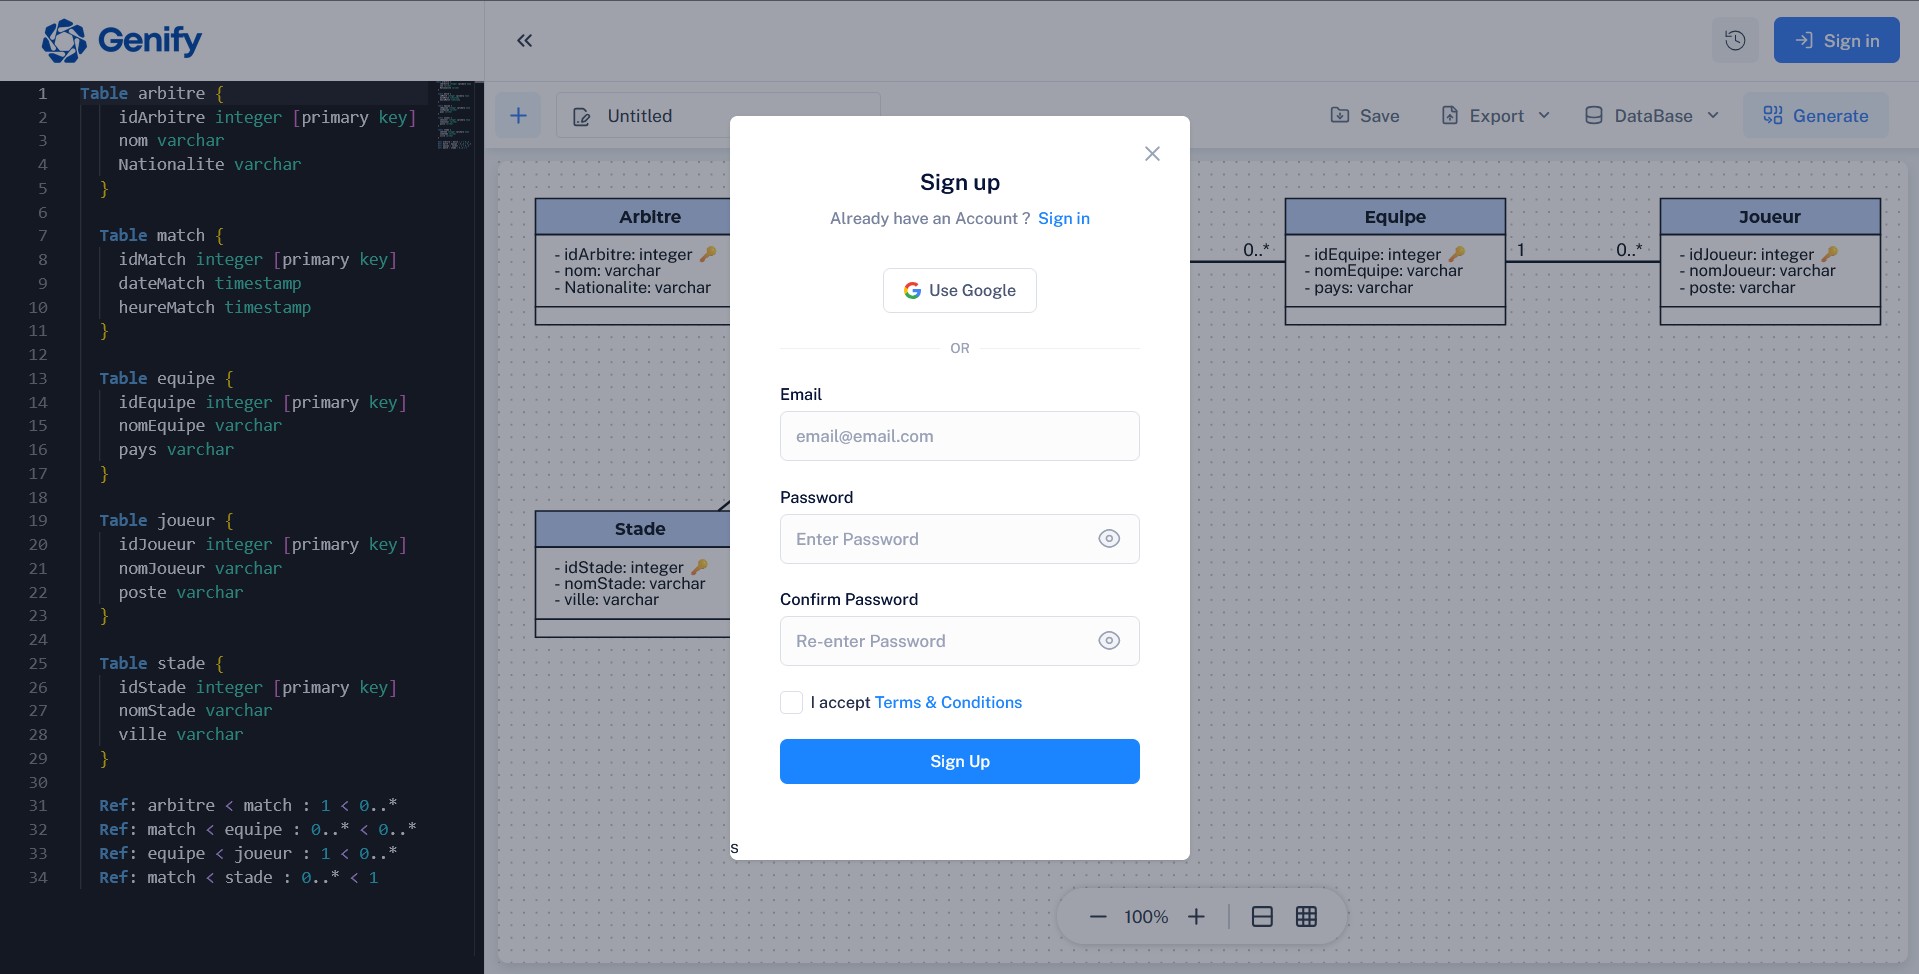 Genify
Sign in
1 Table arbitre {
2 idArbitre integer [primary key]
3 nom varchar
4 Nationalite varchar
5 }
6
7 Table match {
8 idMatch integer [primary key]
9 dateMatch timestamp
10 heureMatch timestamp
11 }
12
13 Table equipe {
14 idEquipe integer [primary key]
15 nomEquipe varchar
16 pays varchar
17 }
18
19 Table joueur {
20 idJoueur integer [primary key]
21 nomJoueur varchar
22 poste varchar
23 }
24
25 Table stade {
26 idStade integer [primary key]
27 nomStade varchar
28 ville varchar
29 }
30
31 Ref: arbitre < match : 1 < 0..*
32 Ref: match < equipe : 0..* < 0..*
33 Ref: equipe < joueur : 1 < 0..*
34 Ref: match < stade : 0..* < 1
Untitled
Save
Export
DataBase
Generate
Arbitre
- idArbitre: integer 🔑
- nom: varchar
- Nationalite: varchar
Stade
- idStade: integer 🔑
- nomStade: varchar
- ville: varchar
Sign up
Already have an Account ? Sign in
Use Google
OR
Email
email@email.com
Password
Enter Password
Confirm Password
Re-enter Password
I accept Terms & Conditions
Sign Up
s
0..*
Equipe
- idEquipe: integer 🔑
- nomEquipe: varchar
- pays: varchar
1
0..*
Joueur
- idJoueur: integer 🔑
- nomJoueur: varchar
- poste: varchar
100%